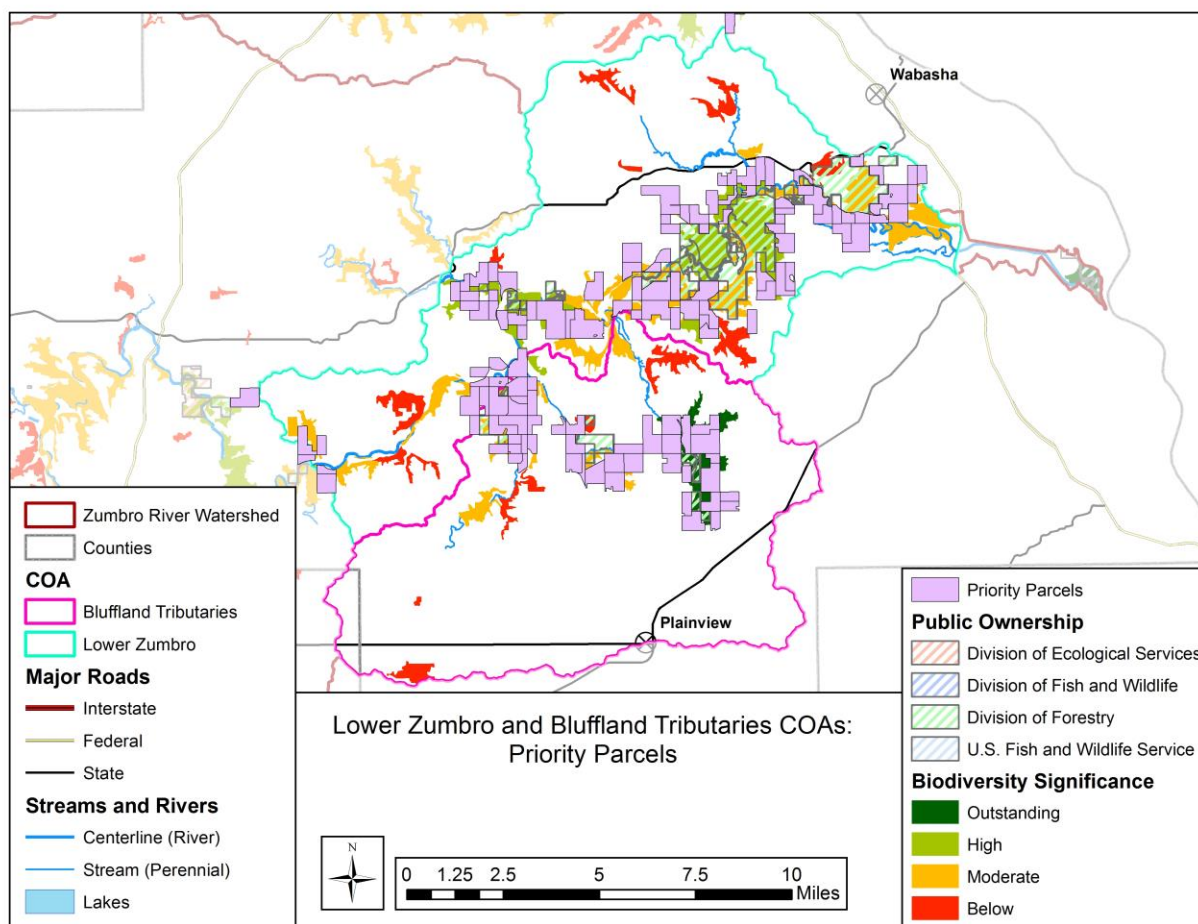 Wabasha
Plainview
Zumbro River Watershed
Counties
COA
Bluffland Tributaries
Lower Zumbro
Major Roads
Interstate
Federal
State
Streams and Rivers
Centerline (River)
Stream (Perennial)
Lakes
Lower Zumbro and Bluffland Tributaries COAs:
Priority Parcels
N
0 1.25 2.5 5 7.5 10
Miles
Priority Parcels
Public Ownership
Division of Ecological Services
Division of Fish and Wildlife
Division of Forestry
U.S. Fish and Wildlife Service
Biodiversity Significance
Outstanding
High
Moderate
Below